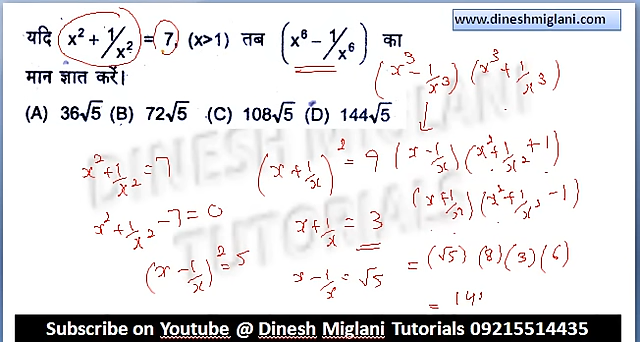 www.dineshmiglani.com
यदि (x² + 1/x²) = 7, (x>1) तब (x⁶ − 1/x⁶) का
मान ज्ञात करें।
(A) 36√5 (B) 72√5 (C) 108√5 (D) 144√5
(x³ − 1/x³) (x³ + 1/x³)
x² + 1/x² = 7
(x + 1/x)² = 9
(x − 1/x) (x² + 1/x² + 1)
x² + 1/x² − 7 = 0
x + 1/x = 3
(x + 1/x) (x² + 1/x² − 1)
(x − 1/x)² = 5
x − 1/x = √5
= (√5) (8) (3) (6)
= 14
DINESH MIGLANI
TUTORIALS
Subscribe on Youtube @ Dinesh Miglani Tutorials 09215514435